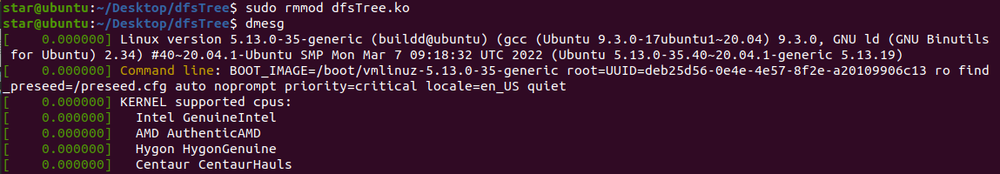 star@ubuntu:~/Desktop/dfsTree$ sudo rmmod dfsTree.ko
star@ubuntu:~/Desktop/dfsTree$ dmesg
[    0.000000] Linux version 5.13.0-35-generic (buildd@ubuntu) (gcc (Ubuntu 9.3.0-17ubuntu1~20.04) 9.3.0, GNU ld (GNU Binutils
for Ubuntu) 2.34) #40~20.04.1-Ubuntu SMP Mon Mar 7 09:18:32 UTC 2022 (Ubuntu 5.13.0-35.40~20.04.1-generic 5.13.19)
[    0.000000] Command line: BOOT_IMAGE=/boot/vmlinuz-5.13.0-35-generic root=UUID=deb25d56-0e4e-4e57-8f2e-a20109906c13 ro find
_preseed=/preseed.cfg auto noprompt priority=critical locale=en_US quiet
[    0.000000] KERNEL supported cpus:
[    0.000000]   Intel GenuineIntel
[    0.000000]   AMD AuthenticAMD
[    0.000000]   Hygon HygonGenuine
[    0.000000]   Centaur CentaurHauls